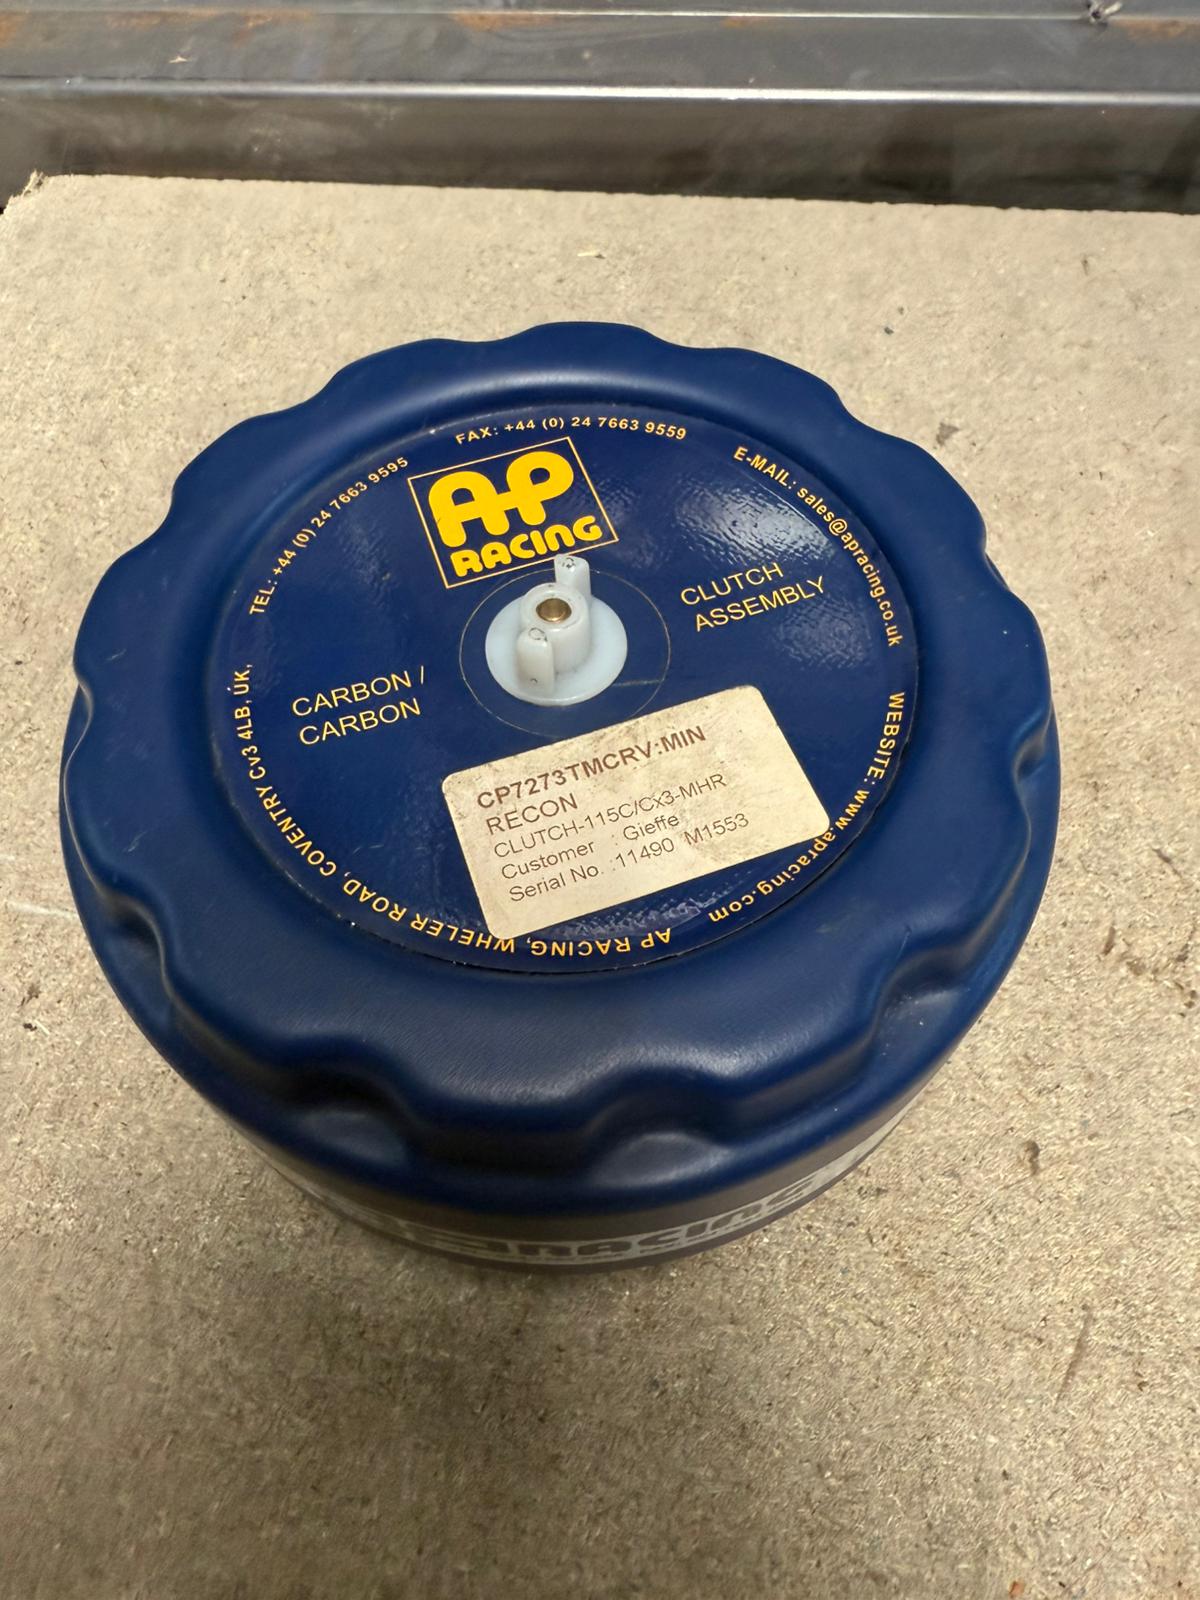 TEL: +44 (0) 24 7663 9595
FAX: +44 (0) 24 7663 9559
E-MAIL: sales@apracing.co.uk
AP
RACING
CLUTCH
ASSEMBLY
CARBON /
CARBON
CP7273TMCRV:MIN
RECON
CLUTCH-115C/Cx3-MHR
Customer : Gieffe
Serial No. :11490 M1553
WEBSITE: www.apracing.com
AP RACING, WHELER ROAD, COVENTRY CV3 4LB, UK,
RACING